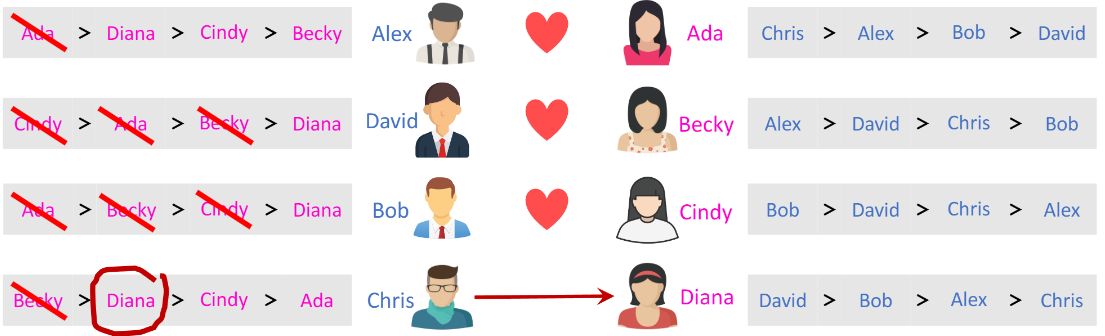 Ada > Diana > Cindy > Becky Alex Ada Chris > Alex > Bob > David
Cindy > Ada > Becky > Diana David Becky Alex > David > Chris > Bob
Ada > Becky > Cindy > Diana Bob Cindy Bob > David > Chris > Alex
Becky > Diana > Cindy > Ada Chris Diana David > Bob > Alex > Chris